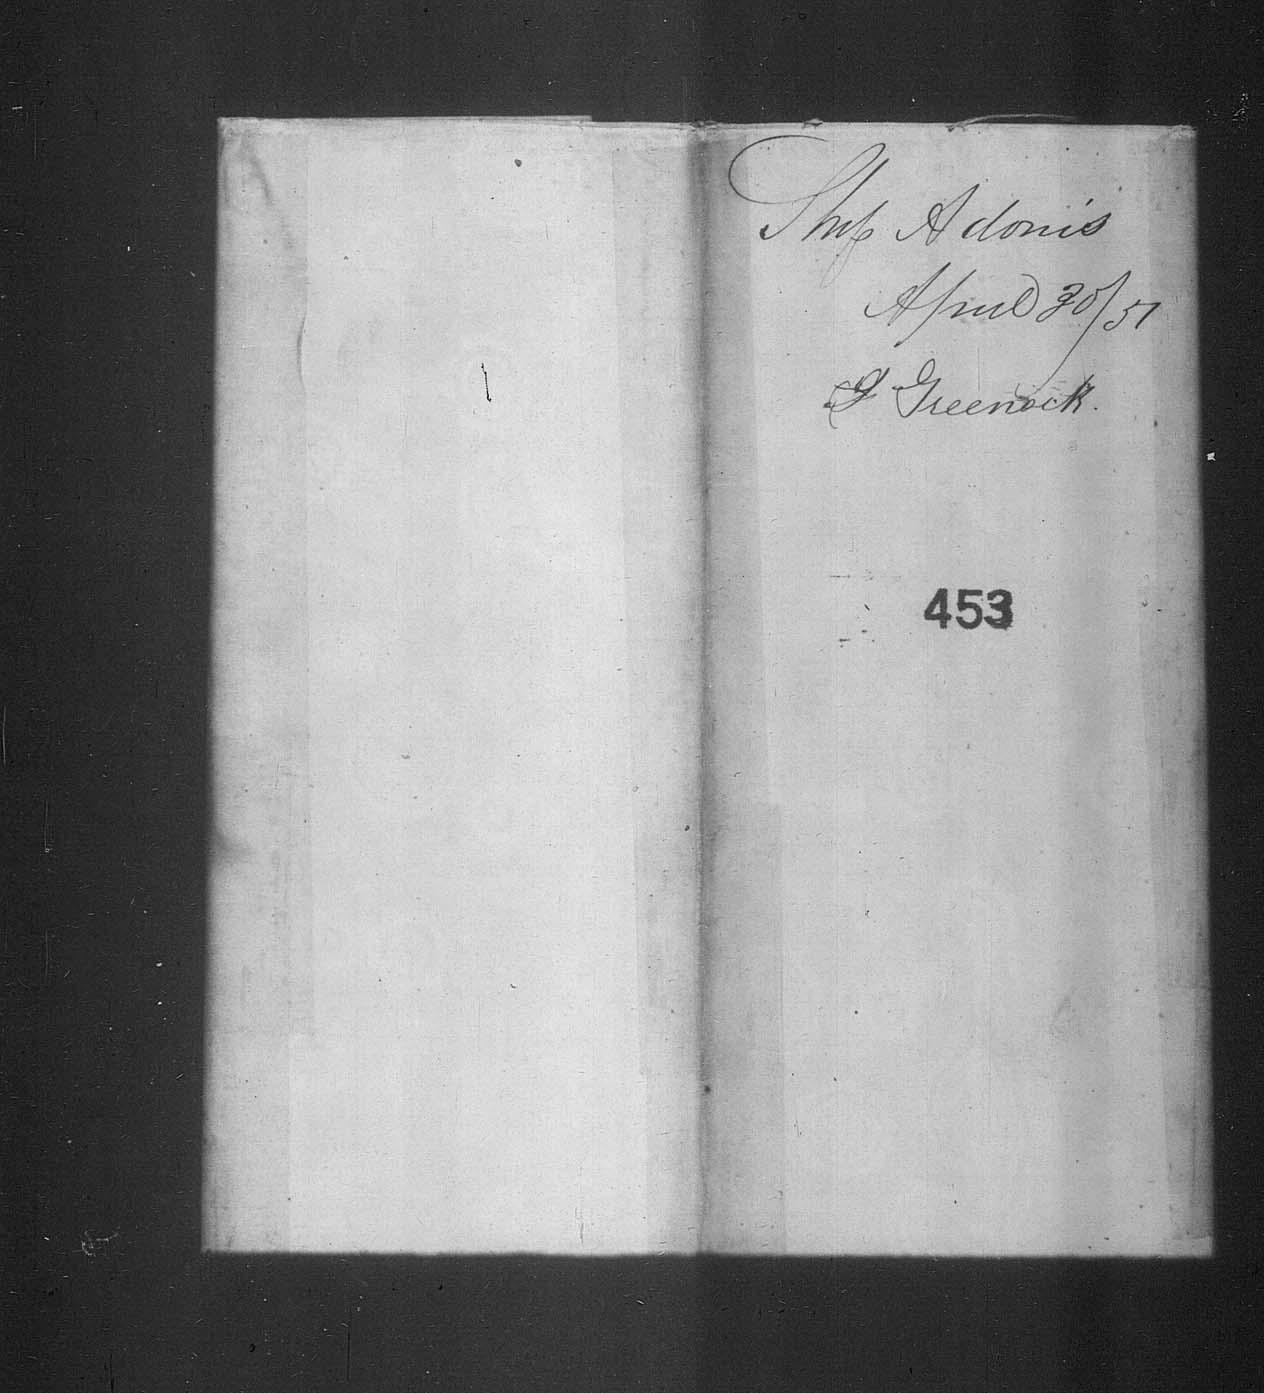 Ship Adonis
April 30/51
Greenock.
453